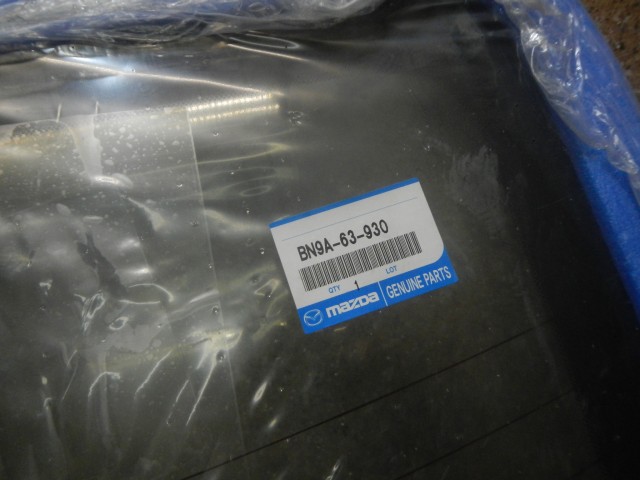 BN9A-63-930
QTY 1 LOT
mazda GENUINE PARTS